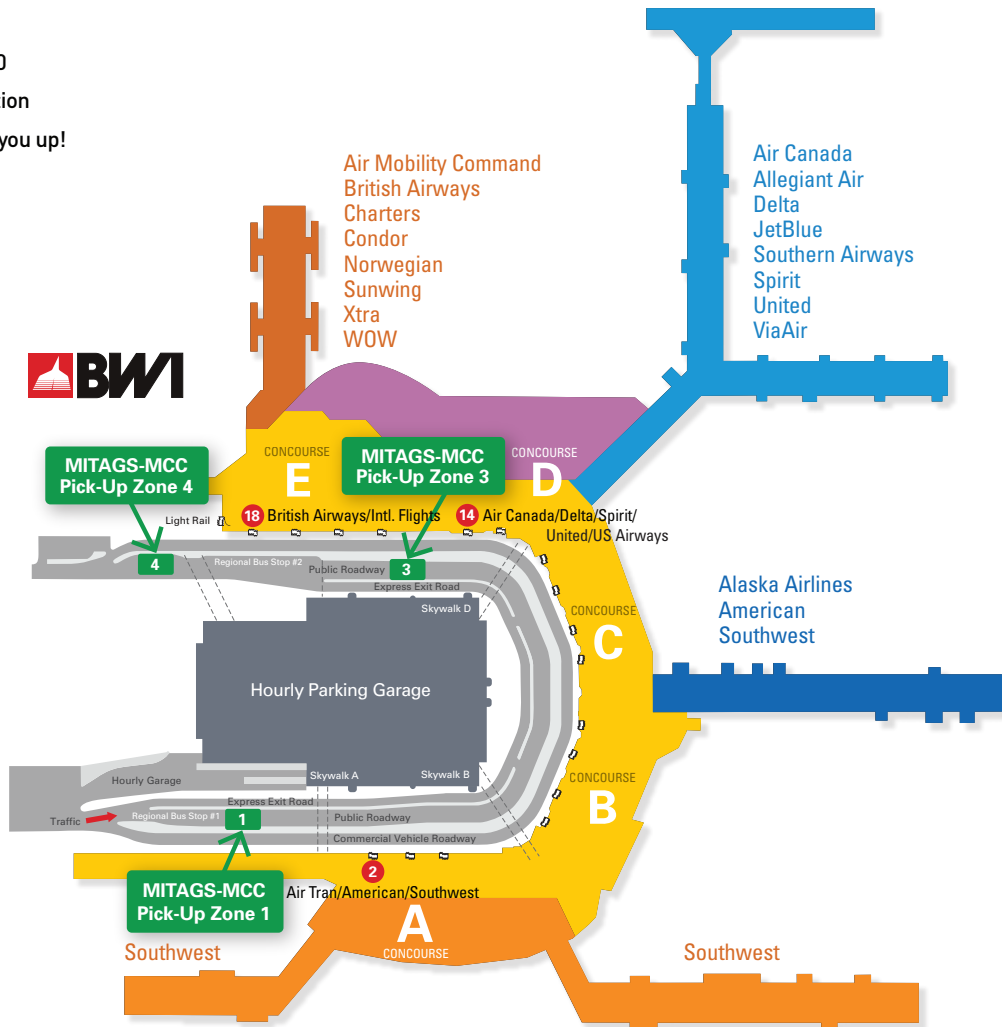 you up!
Air Mobility Command
British Airways
Charters
Condor
Norwegian
Sunwing
Xtra
WOW
Air Canada
Allegiant Air
Delta
JetBlue
Southern Airways
Spirit
United
ViaAir
BWI
MITAGS-MCC
Pick-Up Zone 4
CONCOURSE
E
MITAGS-MCC
Pick-Up Zone 3
CONCOURSE
D
Light Rail
18 British Airways/Intl. Flights
14 Air Canada/Delta/Spirit/
United/US Airways
4
Regional Bus Stop #2
Public Roadway
3
Express Exit Road
Skywalk D
CONCOURSE
C
Alaska Airlines
American
Southwest
Hourly Parking Garage
Hourly Garage
Skywalk A
Skywalk B
CONCOURSE
B
Express Exit Road
Traffic
Regional Bus Stop #1
1
Public Roadway
Commercial Vehicle Roadway
2
Air Tran/American/Southwest
MITAGS-MCC
Pick-Up Zone 1
A
CONCOURSE
Southwest
Southwest